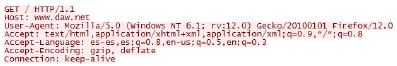 GET / HTTP/1.1
Host: www.daw.net
User-Agent: Mozilla/5.0 (Windows NT 6.1; rv:12.0) Gecko/20100101 Firefox/12.0
Accept: text/html,application/xhtml+xml,application/xml;q=0.9,*/*;q=0.8
Accept-Language: es-es,es;q=0.8,en-us;q=0.5,en;q=0.3
Accept-Encoding: gzip, deflate
Connection: keep-alive